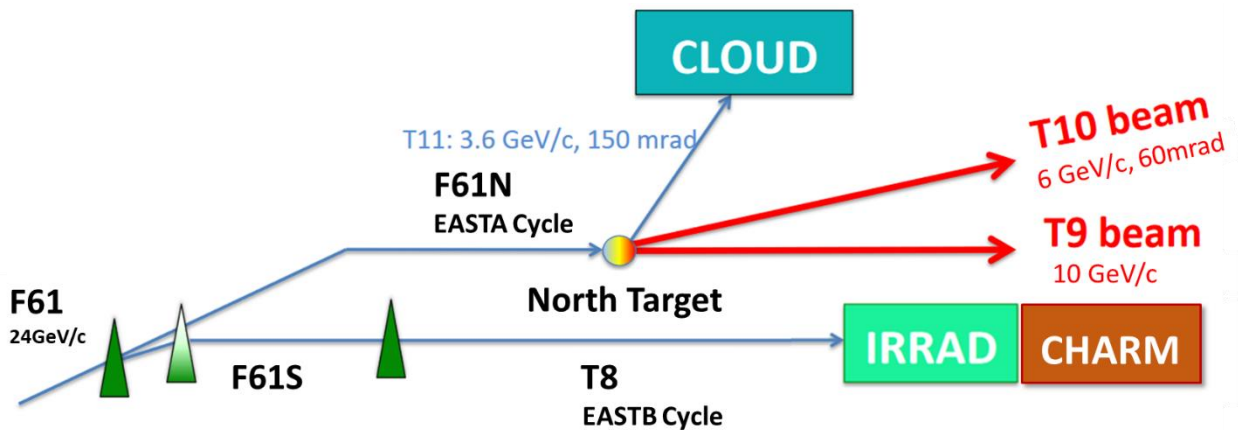 CLOUD
T11: 3.6 GeV/c, 150 mrad
T10 beam
6 GeV/c, 60mrad
F61N
EASTA Cycle
T9 beam
10 GeV/c
F61
24GeV/c
North Target
IRRAD
CHARM
F61S
T8
EASTB Cycle